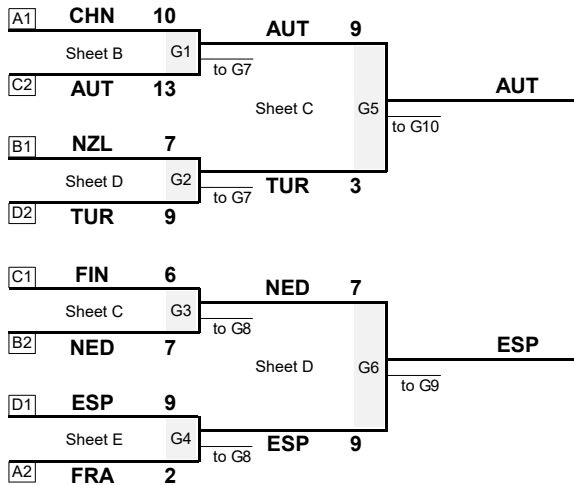 A1 CHN 10
AUT 9
Sheet B G1
to G7
C2 AUT 13
AUT
Sheet C G5
to G10
B1 NZL 7
Sheet D G2
to G7 TUR 3
D2 TUR 9
C1 FIN 6
NED 7
Sheet C G3
to G8
B2 NED 7
ESP
Sheet D G6
to G9
D1 ESP 9
Sheet E G4
to G8 ESP 9
A2 FRA 2